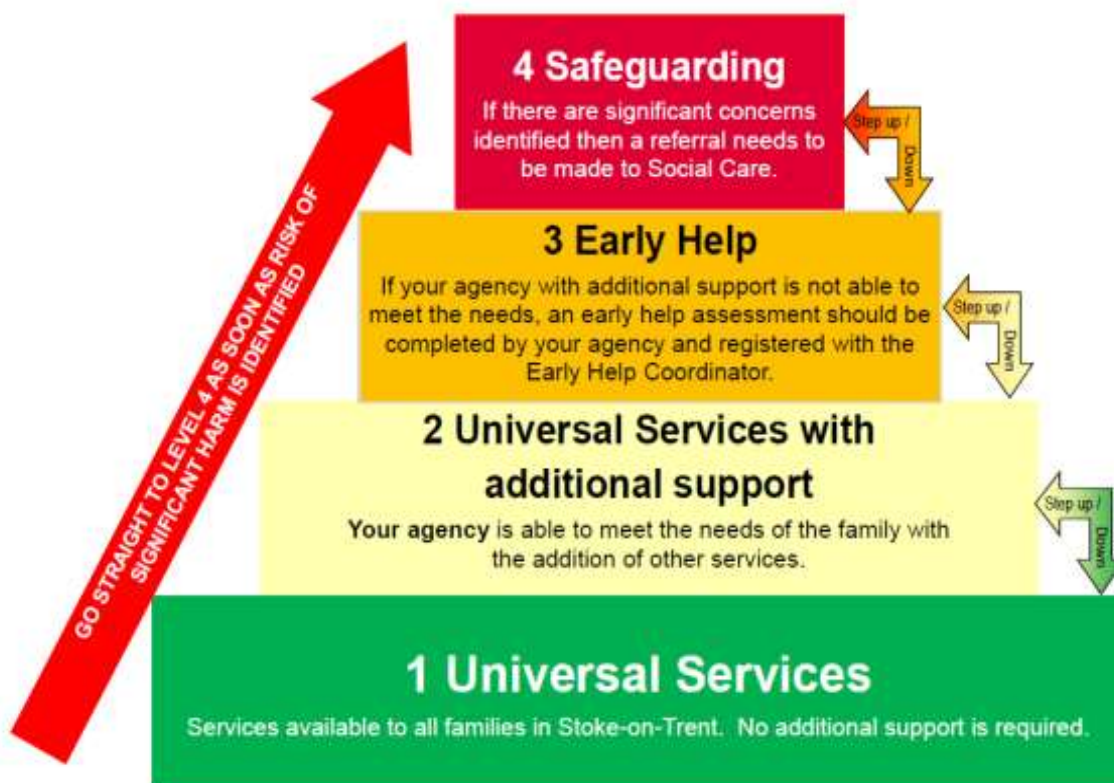 4 Safeguarding
If there are significant concerns
identified then a referral needs to
be made to Social Care.
Step up /
Down
3 Early Help
If your agency with additional support is not able to
meet the needs, an early help assessment should be
completed by your agency and registered with the
Early Help Coordinator.
Step up /
Down
2 Universal Services with
additional support
Your agency is able to meet the needs of the family with
the addition of other services.
Step up /
Down
1 Universal Services
Services available to all families in Stoke-on-Trent. No additional support is required.
GO STRAIGHT TO LEVEL 4 AS SOON AS RISK OF
SIGNIFICANT HARM IS IDENTIFIED